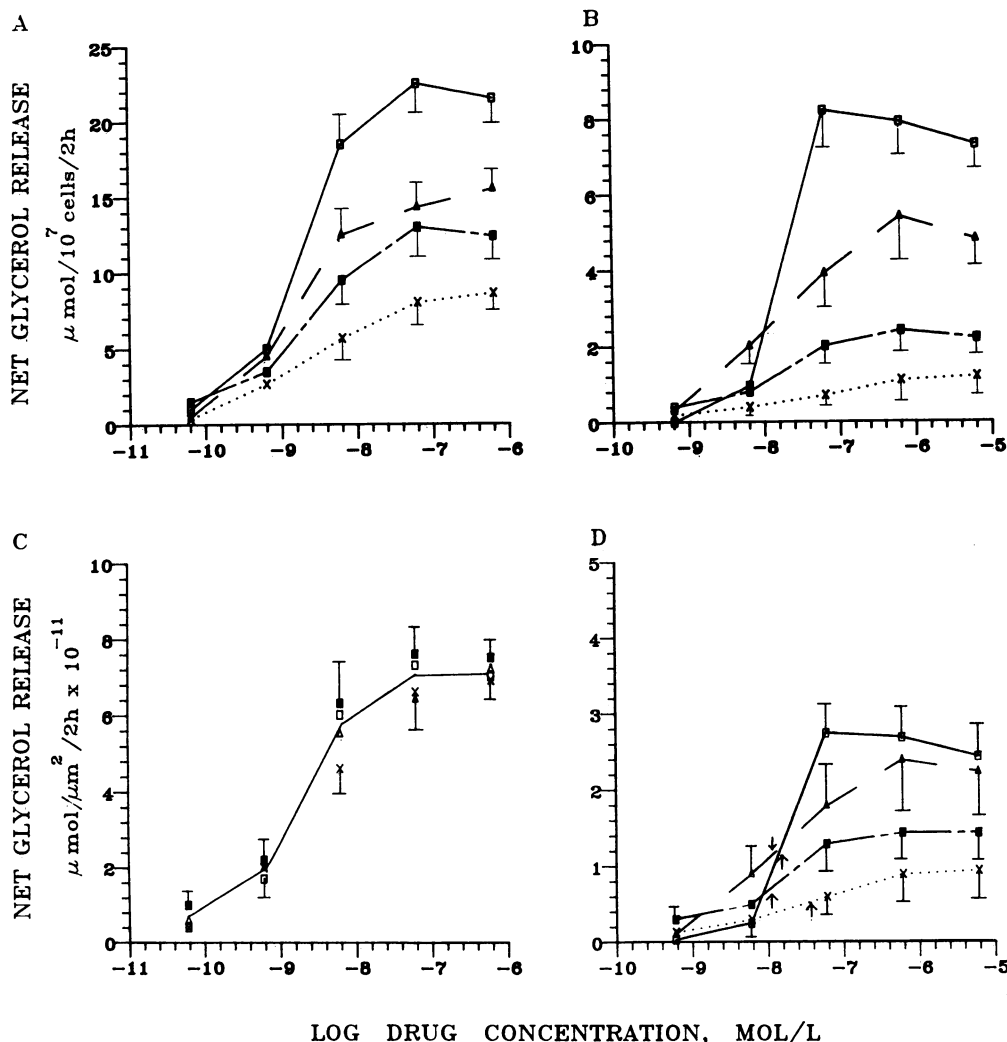 A
B
NET GLYCEROL RELEASE
μ mol/10⁷ cells/2h
25
20
15
10
5
0
-11 -10 -9 -8 -7 -6
10
8
6
4
2
0
-10 -9 -8 -7 -6 -5
C
D
NET GLYCEROL RELEASE
μ mol/μm² /2h x 10⁻¹¹
10
8
6
4
2
0
-11 -10 -9 -8 -7 -6
5
4
3
2
1
0
-10 -9 -8 -7 -6 -5
LOG DRUG CONCENTRATION, MOL/L